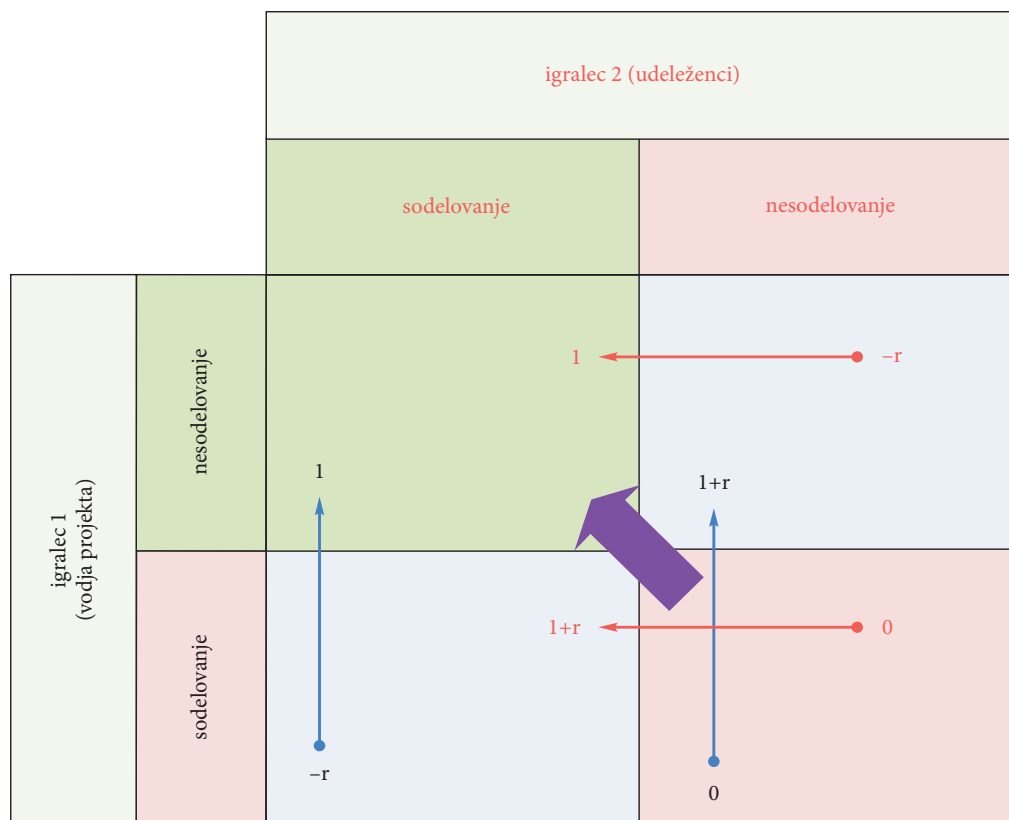 igralec 2 (udeleženci)
sodelovanje
nesodelovanje
igralec 1
(vodja projekta)
nesodelovanje
1
–r
1
1+r
sodelovanje
1+r
0
–r
0